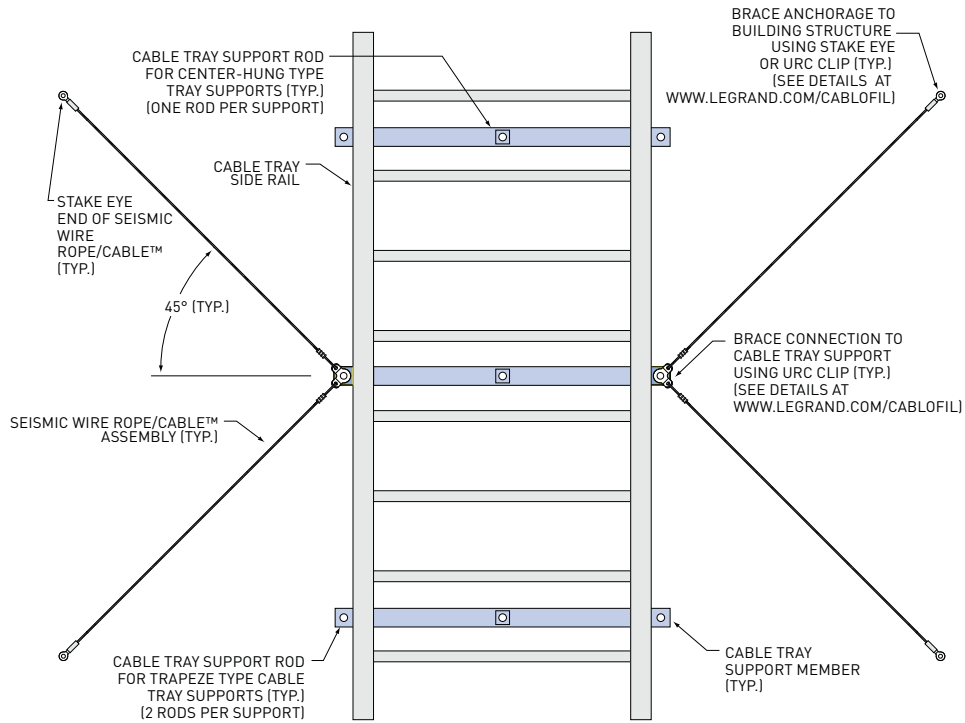 CABLE TRAY SUPPORT ROD
FOR CENTER-HUNG TYPE
TRAY SUPPORTS (TYP.)
(ONE ROD PER SUPPORT)
BRACE ANCHORAGE TO
BUILDING STRUCTURE
USING STAKE EYE
OR URC CLIP (TYP.)
(SEE DETAILS AT
WWW.LEGRAND.COM/CABLOFIL)
CABLE TRAY
SIDE RAIL
STAKE EYE
END OF SEISMIC
WIRE
ROPE/CABLE™
(TYP.)
45° (TYP.)
BRACE CONNECTION TO
CABLE TRAY SUPPORT
USING URC CLIP (TYP.)
(SEE DETAILS AT
WWW.LEGRAND.COM/CABLOFIL)
SEISMIC WIRE ROPE/CABLE™
ASSEMBLY (TYP.)
CABLE TRAY SUPPORT ROD
FOR TRAPEZE TYPE CABLE
TRAY SUPPORTS (TYP.)
(2 RODS PER SUPPORT)
CABLE TRAY
SUPPORT MEMBER
(TYP.)